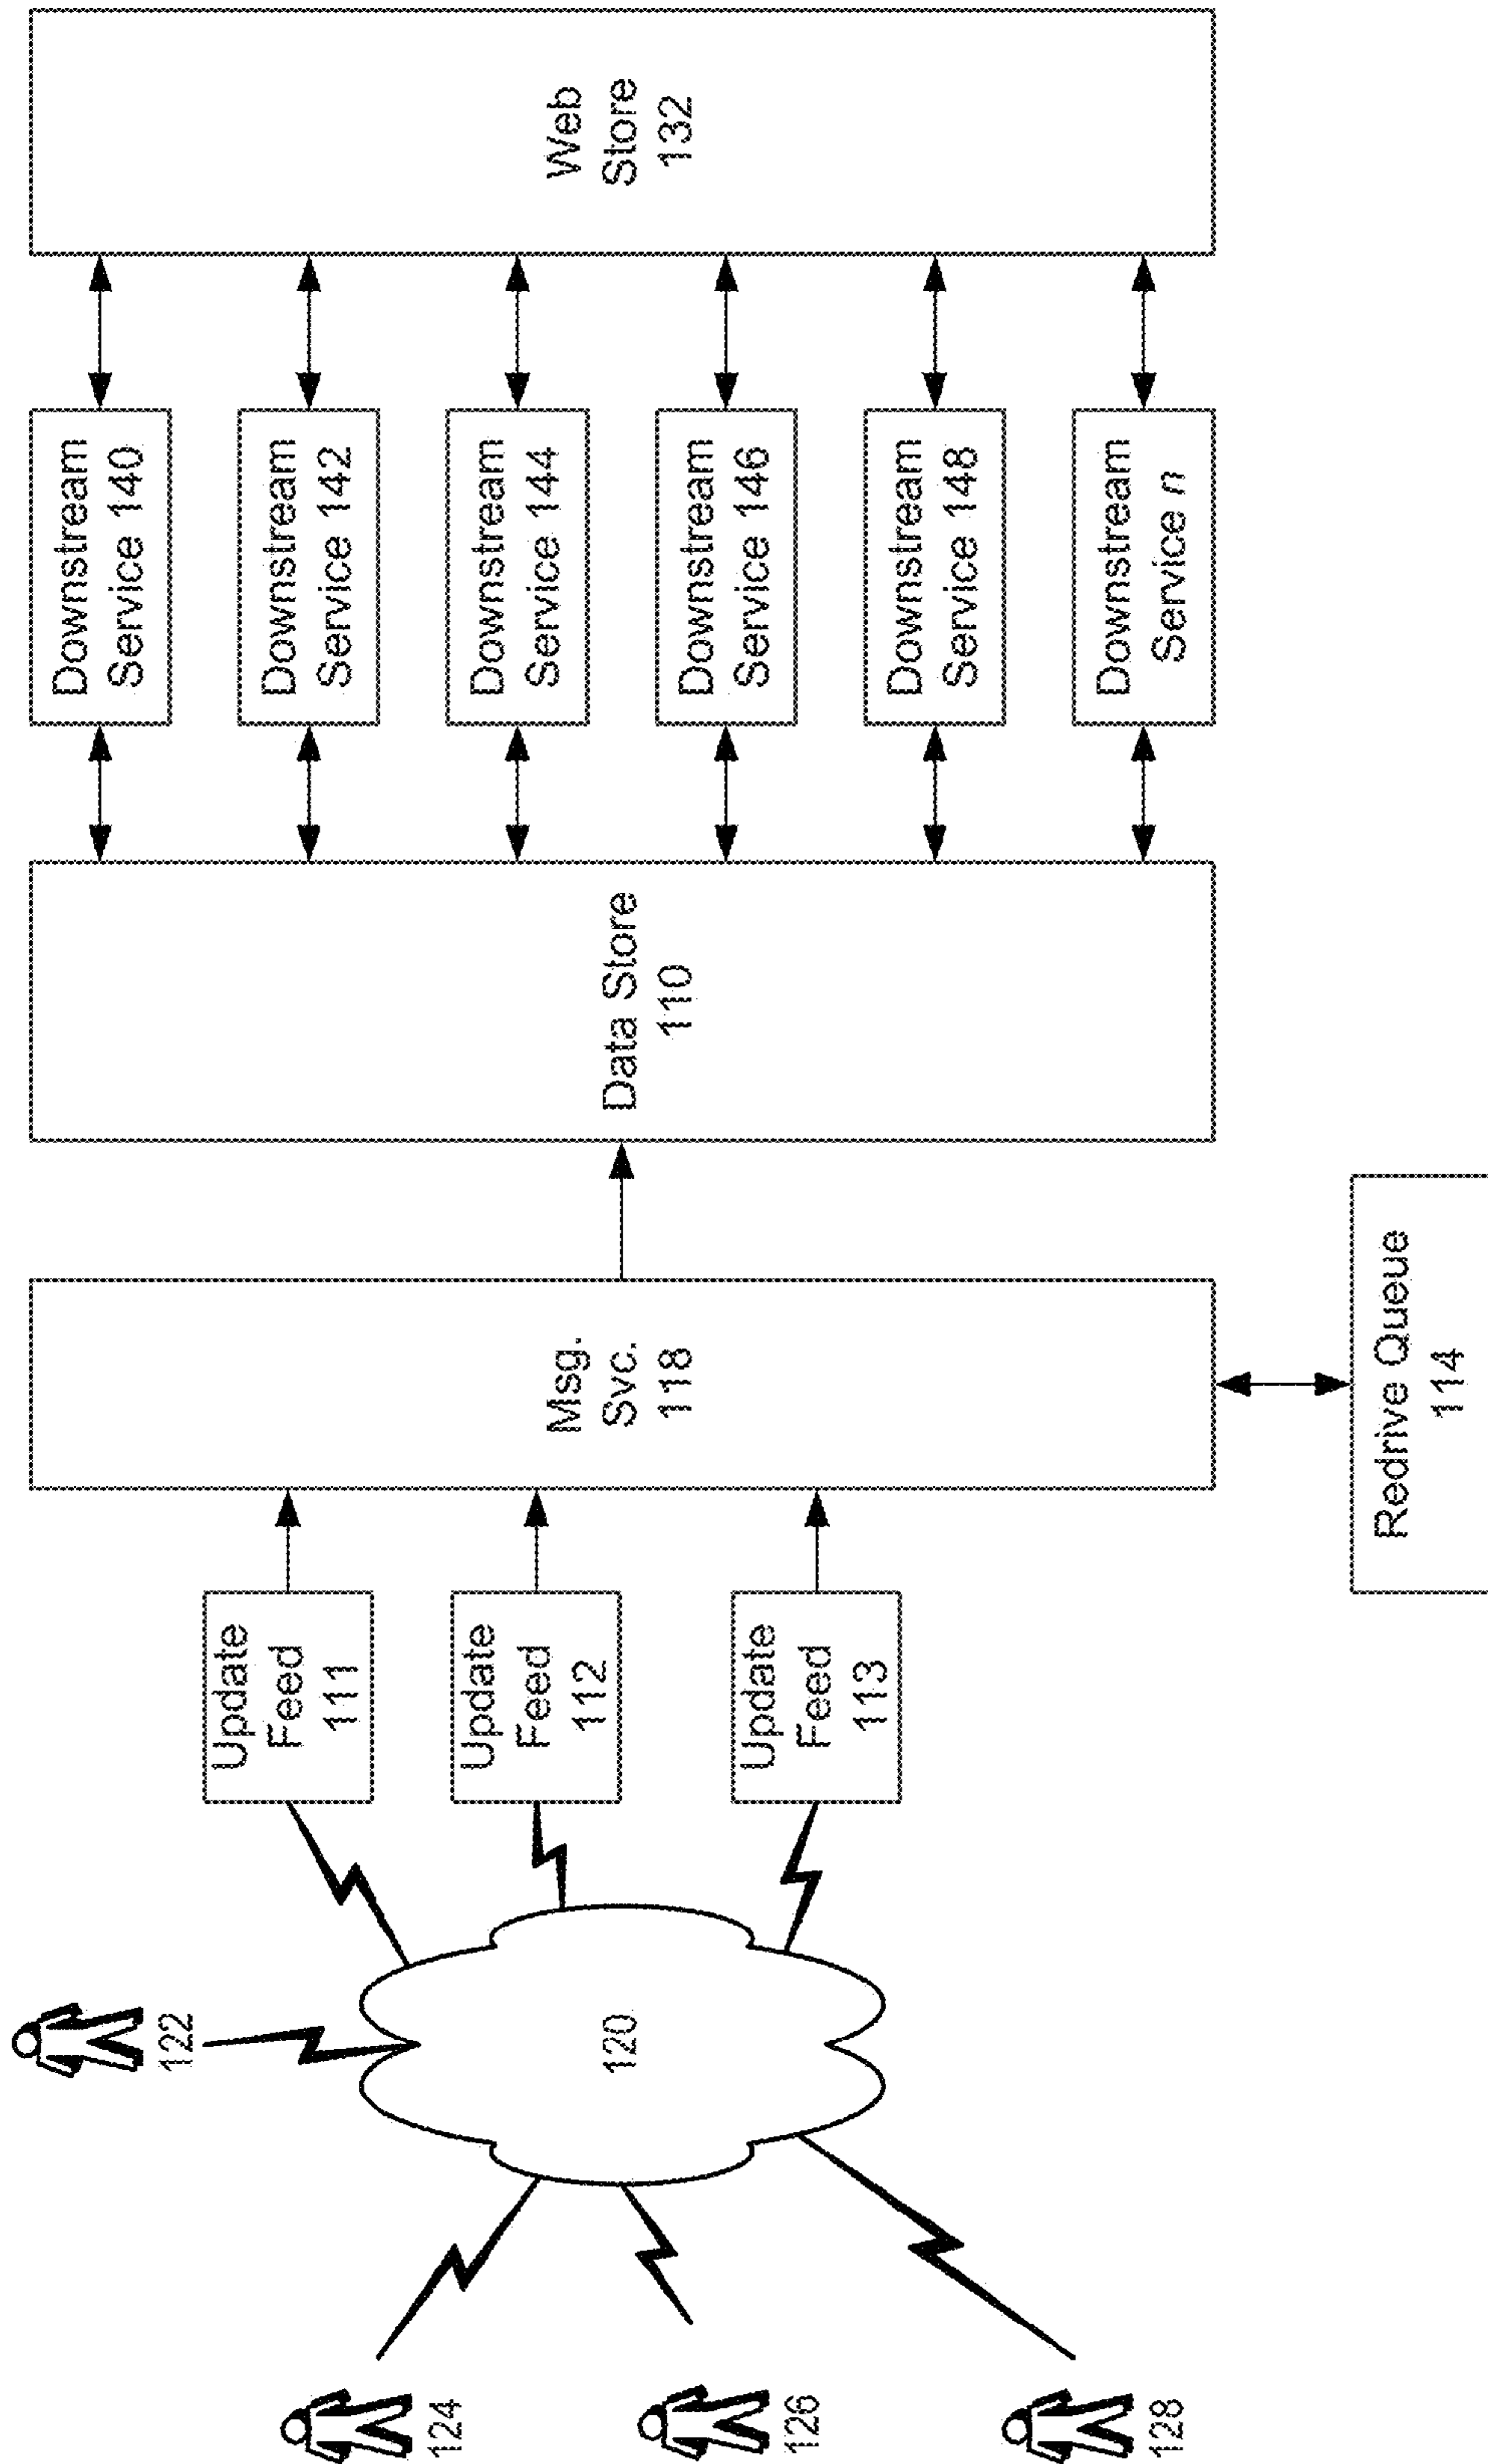 122
124
126
128
120
Update
Feed
111
Update
Feed
112
Update
Feed
113
Msg.
Svc.
118
Redrive Queue
114
Data Store
110
Downstream
Service 140
Downstream
Service 142
Downstream
Service 144
Downstream
Service 146
Downstream
Service 148
Downstream
Service n
Web
Store
132